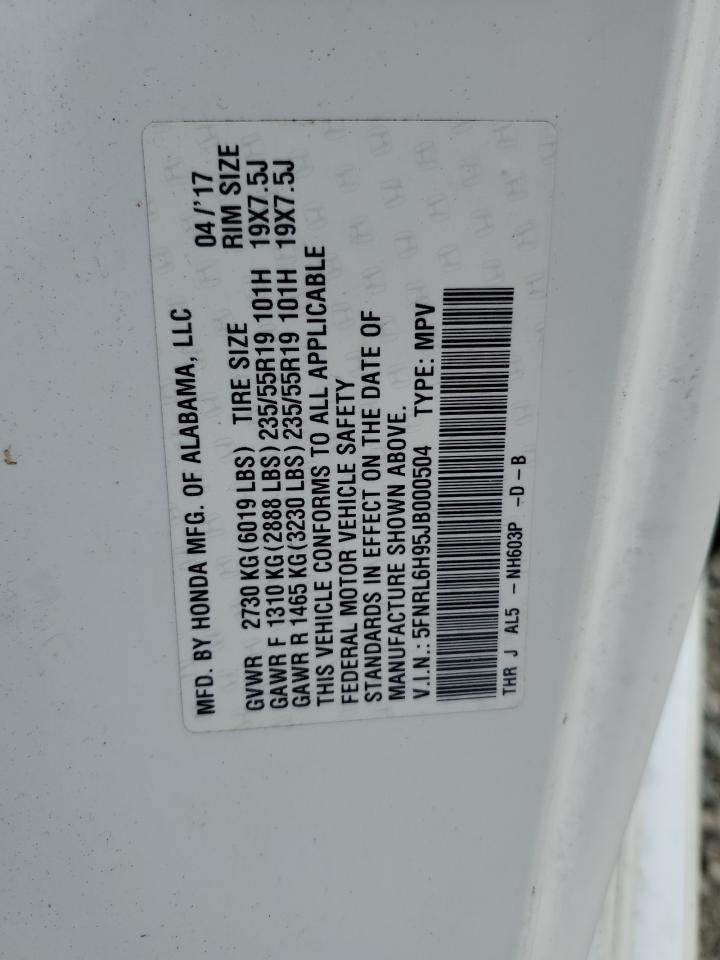 MFD. BY HONDA MFG. OF ALABAMA, LLC 04/'17
GVWR 2730 KG(6019 LBS) TIRE SIZE RIM SIZE
GAWR F 1310 KG(2888 LBS)235/55R19 101H 19X7.5J
GAWR R 1465 KG(3230 LBS)235/55R19 101H 19X7.5J
THIS VEHICLE CONFORMS TO ALL APPLICABLE
FEDERAL MOTOR VEHICLE SAFETY
STANDARDS IN EFFECT ON THE DATE OF
MANUFACTURE SHOWN ABOVE.
V.I.N.: 5FNRL6H95JB000504 TYPE: MPV
THR J AL5 - NH603P -D-B